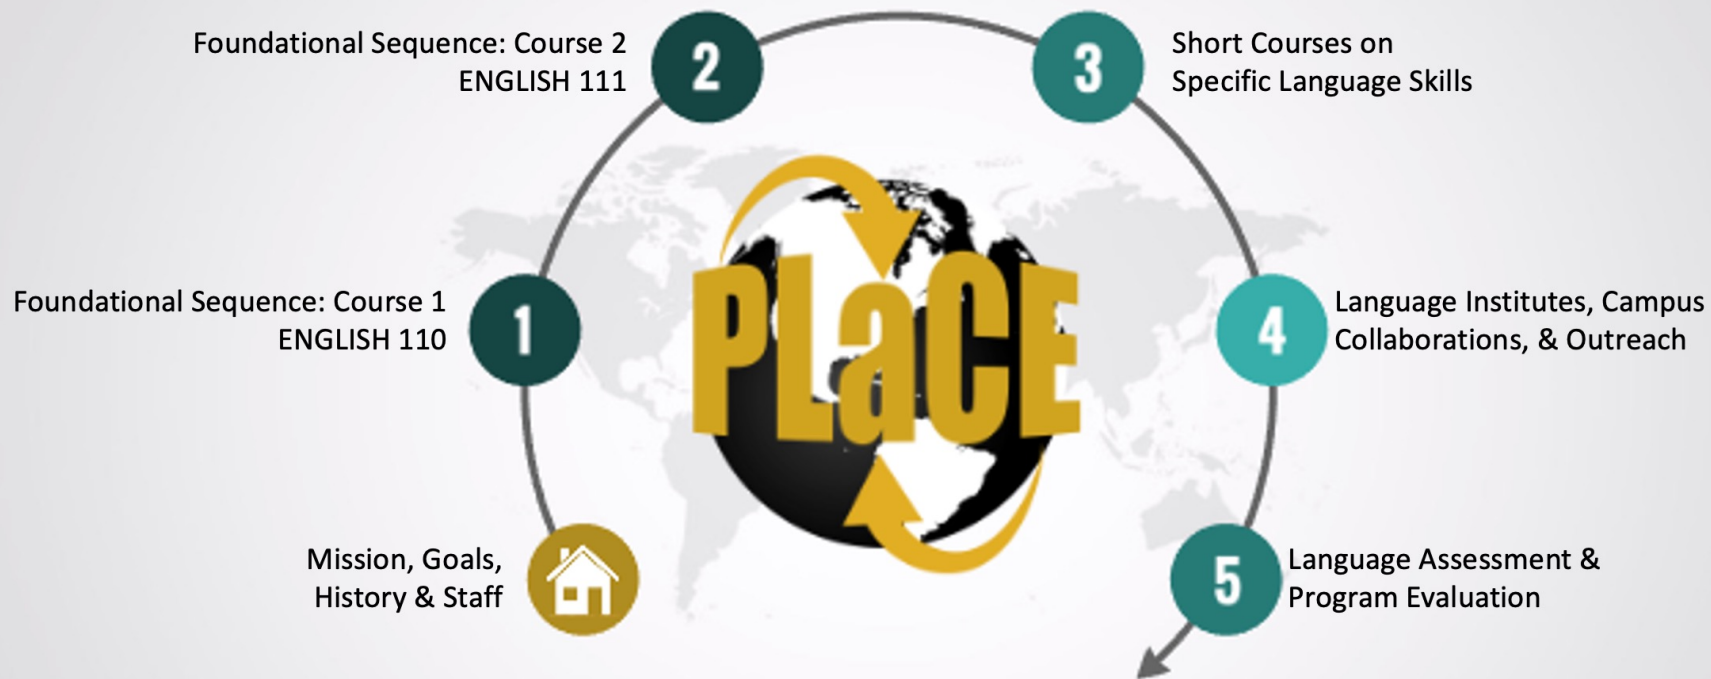 Foundational Sequence: Course 2
ENGLISH 111
2
3
Short Courses on
Specific Language Skills
Foundational Sequence: Course 1
ENGLISH 110
1
PLaCE
4
Language Institutes, Campus
Collaborations, & Outreach
Mission, Goals,
History & Staff
5
Language Assessment &
Program Evaluation